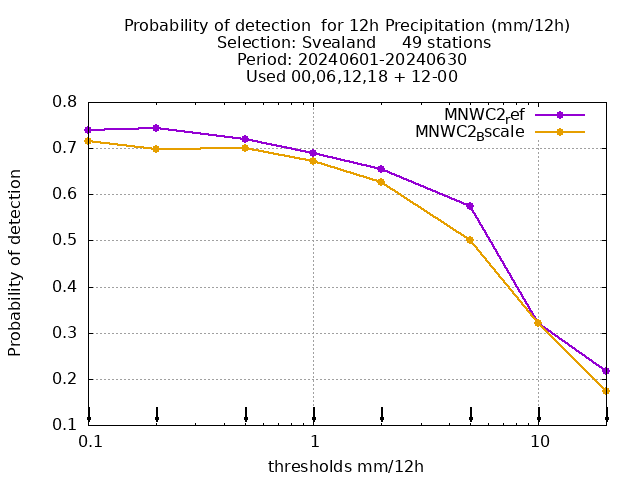 Probability of detection  for 12h Precipitation (mm/12h)
Selection: Svealand     49 stations
Period: 20240601-20240630
Used 00,06,12,18 + 12-00
MNWC2ref
MNWC2Bscale
0.8
0.7
0.6
0.5
0.4
0.3
0.2
0.1
Probability of detection
0.1 1 10
thresholds mm/12h